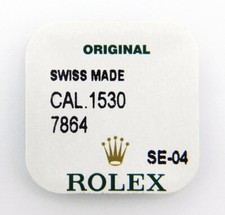 ORIGINAL
SWISS MADE
CAL.1530
7864
SE-04
ROLEX